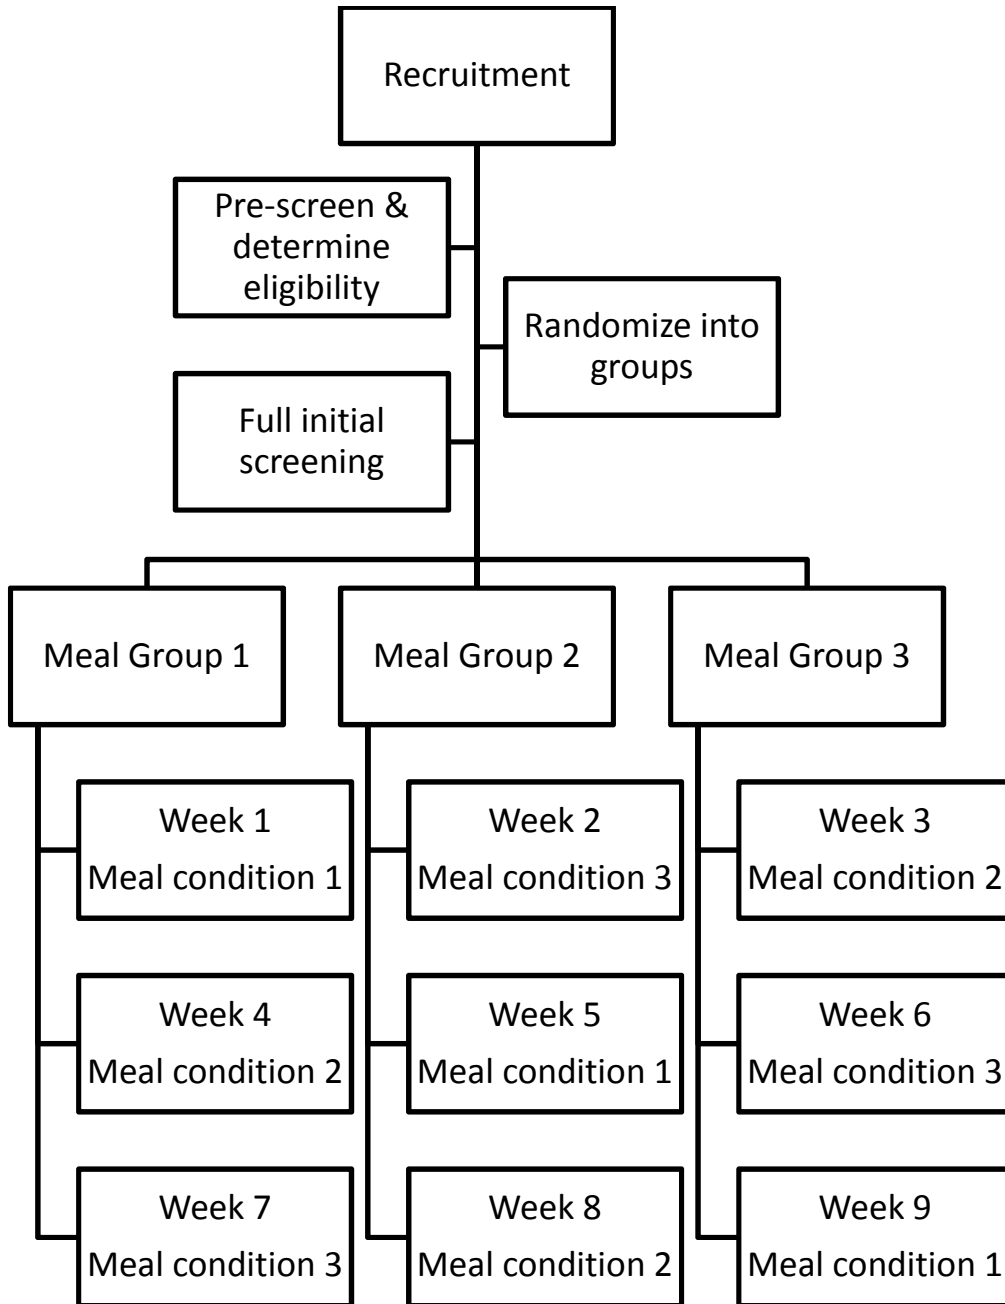 Recruitment
Pre-screen &
determine
eligibility
Randomize into
groups
Full initial
screening
Meal Group 1
Meal Group 2
Meal Group 3
Week 1
Meal condition 1
Week 2
Meal condition 3
Week 3
Meal condition 2
Week 4
Meal condition 2
Week 5
Meal condition 1
Week 6
Meal condition 3
Week 7
Meal condition 3
Week 8
Meal condition 2
Week 9
Meal condition 1